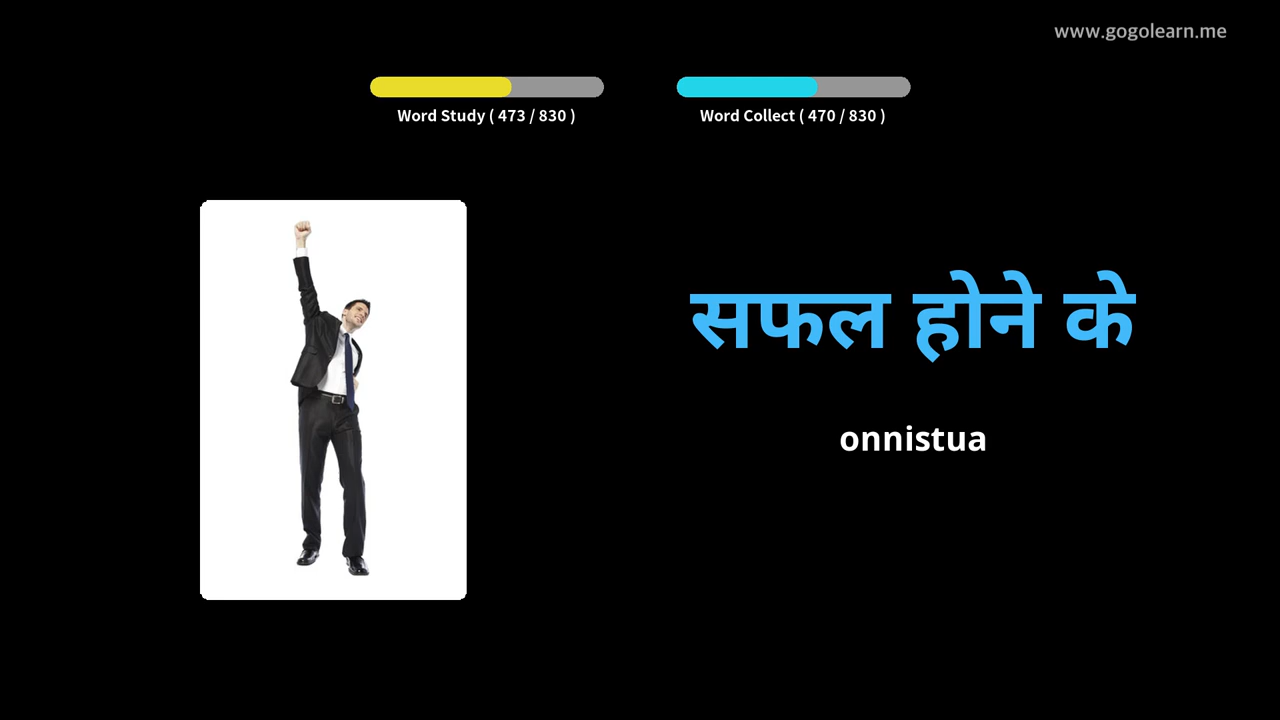 www.gogolearn.me
Word Study ( 473 / 830 )
Word Collect ( 470 / 830 )
सफल होने के
onnistua